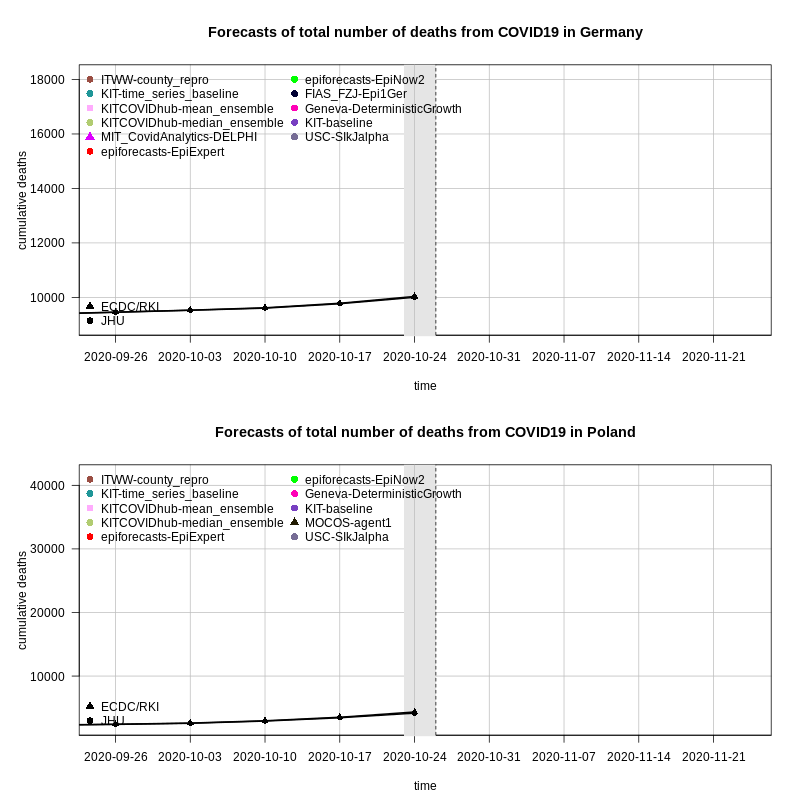 Forecasts of total number of deaths from COVID19 in Germany
18000
16000
14000
12000
10000
cumulative deaths
ITWW-county_repro
KIT-time_series_baseline
KITCOVIDhub-mean_ensemble
KITCOVIDhub-median_ensemble
MIT_CovidAnalytics-DELPHI
epiforecasts-EpiExpert
epiforecasts-EpiNow2
FIAS_FZJ-Epi1Ger
Geneva-DeterministicGrowth
KIT-baseline
USC-SIkJalpha
ECDC/RKI
JHU
2020-09-26 2020-10-03 2020-10-10 2020-10-17 2020-10-24 2020-10-31 2020-11-07 2020-11-14 2020-11-21
time
Forecasts of total number of deaths from COVID19 in Poland
40000
30000
20000
10000
cumulative deaths
ITWW-county_repro
KIT-time_series_baseline
KITCOVIDhub-mean_ensemble
KITCOVIDhub-median_ensemble
epiforecasts-EpiExpert
epiforecasts-EpiNow2
Geneva-DeterministicGrowth
KIT-baseline
MOCOS-agent1
USC-SIkJalpha
ECDC/RKI
JHU
2020-09-26 2020-10-03 2020-10-10 2020-10-17 2020-10-24 2020-10-31 2020-11-07 2020-11-14 2020-11-21
time